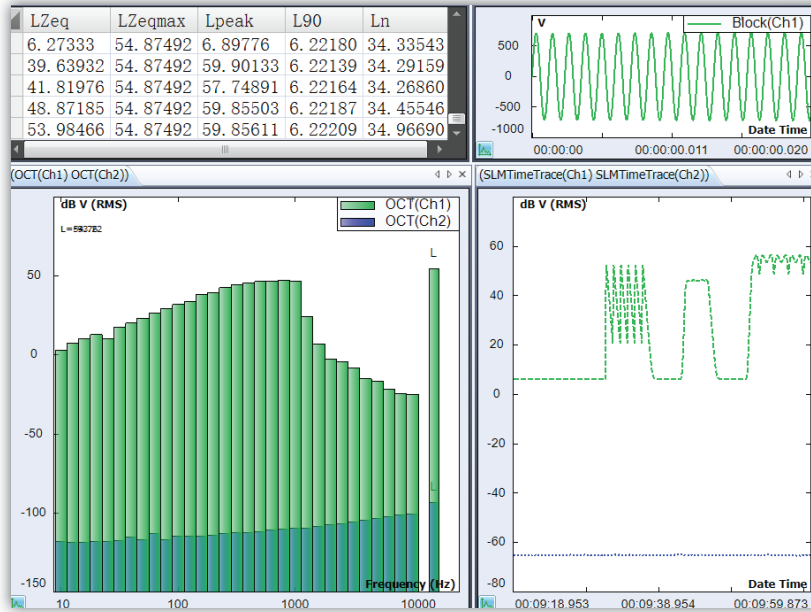 LZeq LZeqmax Lpeak L90 Ln
6.27333 54.87492 6.89776 6.22180 34.33543
39.63932 54.87492 59.90133 6.22139 34.29159
41.81976 54.87492 57.74891 6.22164 34.26860
48.87185 54.87492 59.85503 6.22187 34.45546
53.98466 54.87492 59.85611 6.22209 34.96690
V
Block(Ch1)
500
0
-500
-1000
Date Time
00:00:00 00:00:00.011 00:00:00.020
(OCT(Ch1) OCT(Ch2))
dB V (RMS)
OCT(Ch1)
OCT(Ch2)
L
50
0
-50
-100
-150
L
Frequency (Hz)
10 100 1000 10000
(SLMTimeTrace(Ch1) SLMTimeTrace(Ch2))
dB V (RMS)
60
40
20
0
-20
-40
-60
-80
Date Time
00:09:18.953 00:09:38.954 00:09:59.873